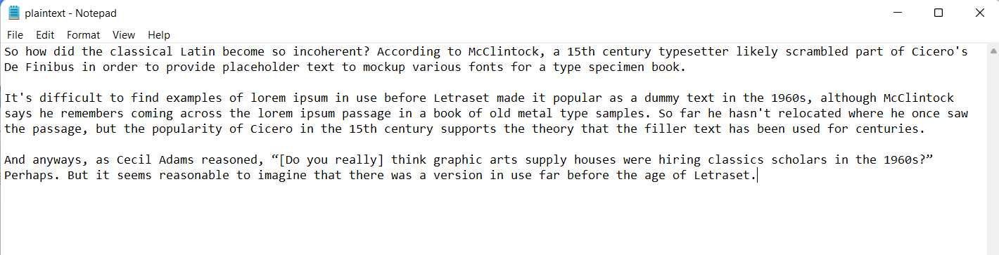 plaintext - Notepad
File Edit Format View Help
So how did the classical Latin become so incoherent? According to McClintock, a 15th century typesetter likely scrambled part of Cicero's
De Finibus in order to provide placeholder text to mockup various fonts for a type specimen book.

It's difficult to find examples of lorem ipsum in use before Letraset made it popular as a dummy text in the 1960s, although McClintock
says he remembers coming across the lorem ipsum passage in a book of old metal type samples. So far he hasn't relocated where he once saw
the passage, but the popularity of Cicero in the 15th century supports the theory that the filler text has been used for centuries.

And anyways, as Cecil Adams reasoned, “[Do you really] think graphic arts supply houses were hiring classics scholars in the 1960s?”
Perhaps. But it seems reasonable to imagine that there was a version in use far before the age of Letraset.